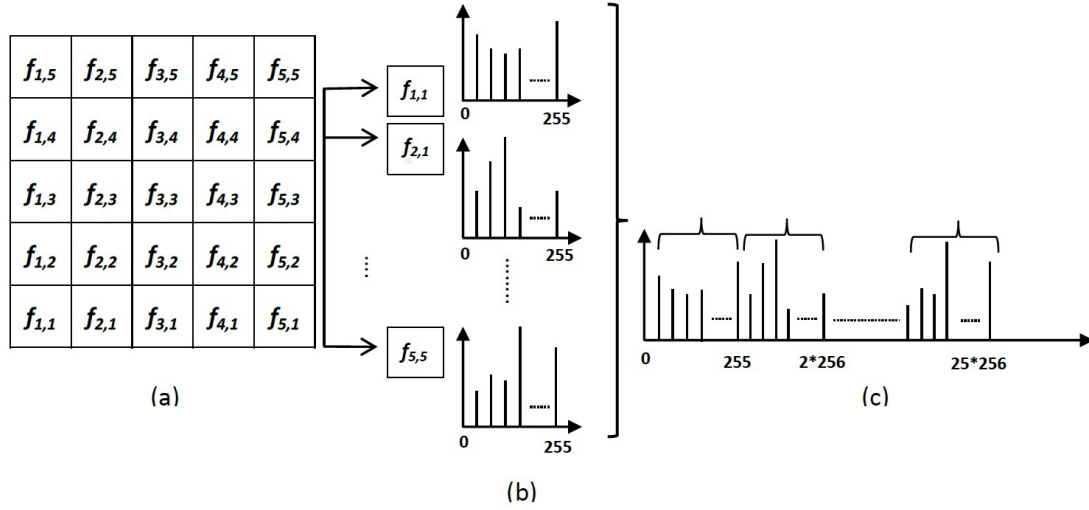 f1,5 f2,5 f3,5 f4,5 f5,5
f1,4 f2,4 f3,4 f4,4 f5,4
f1,3 f2,3 f3,3 f4,3 f5,3
f1,2 f2,2 f3,2 f4,2 f5,2
f1,1 f2,1 f3,1 f4,1 f5,1
(a)
f1,1
0 255
f2,1
0 255
f5,5
0 255
(b)
0 255 2*256 25*256
(c)